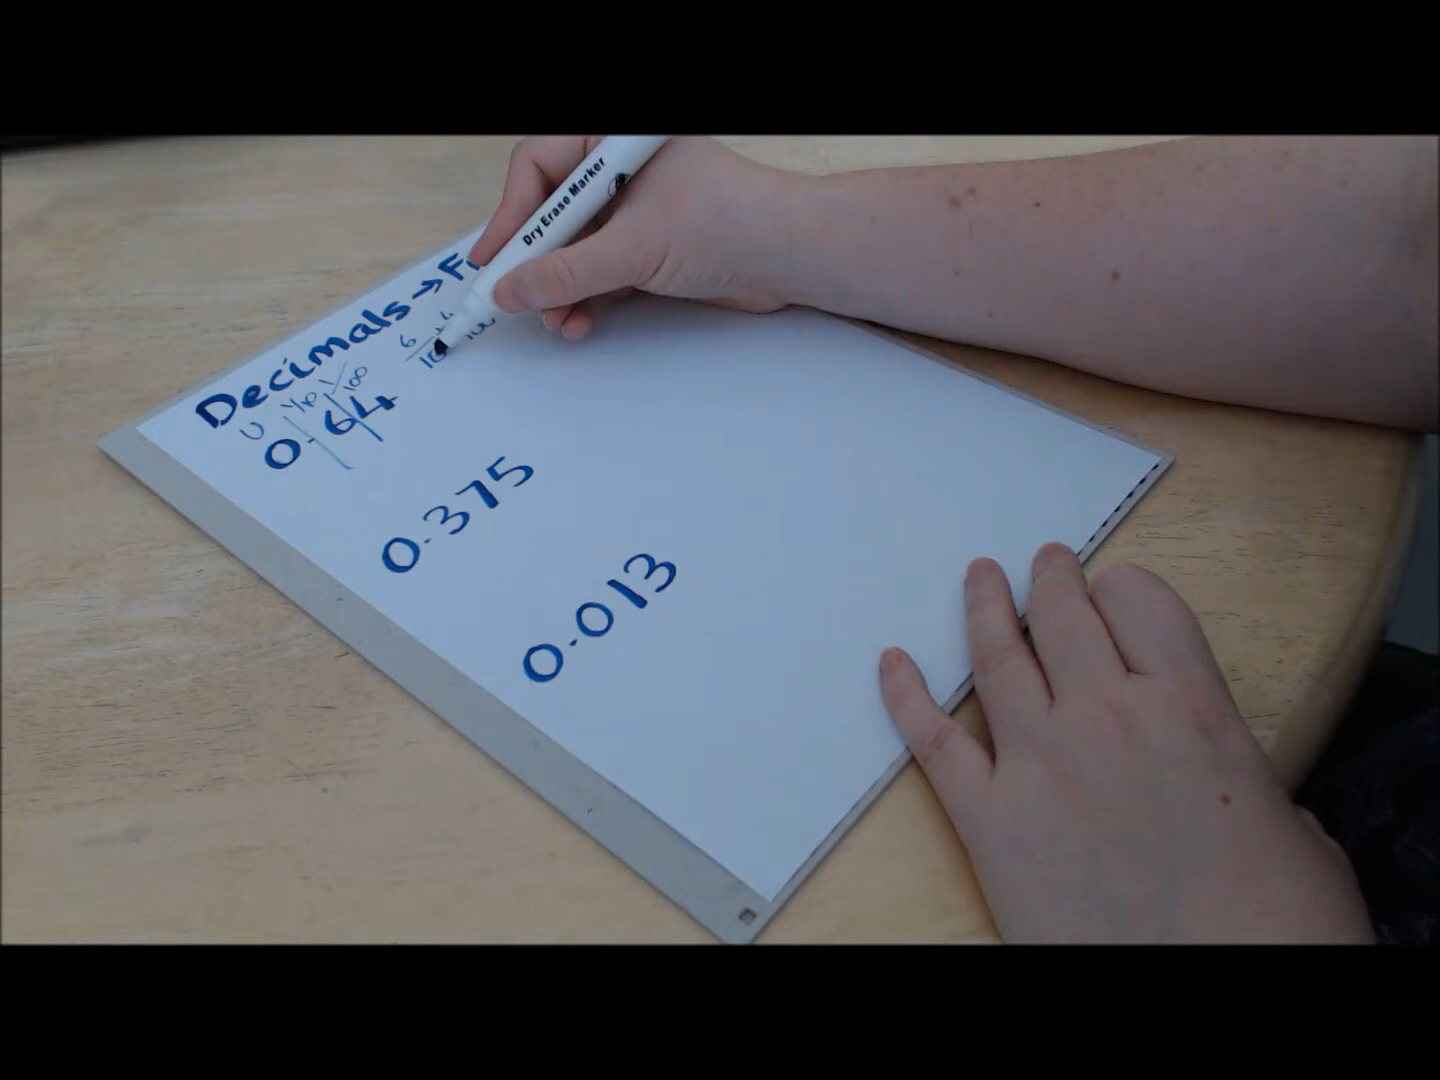 Dry Erase Marker
Decimals → F
U 1/10 1/100
0.64
6/10 +
0.375
0.013